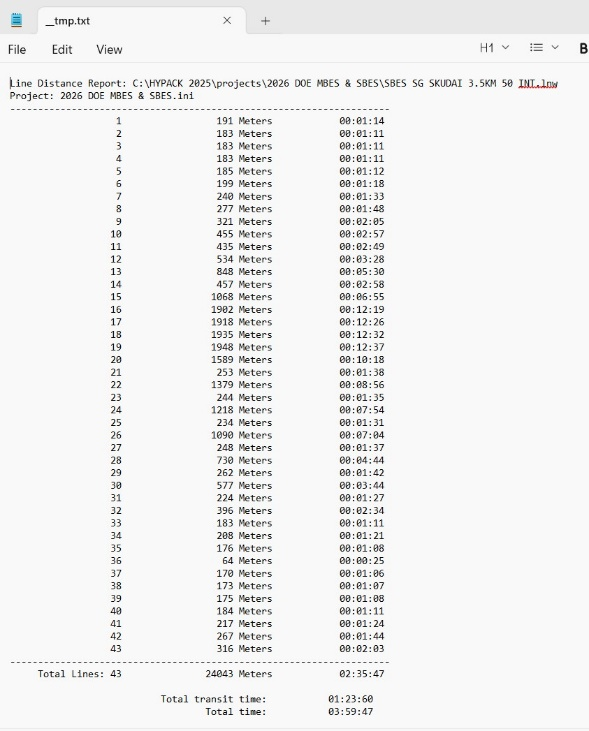 __tmp.txt
File Edit View H1 B
Line Distance Report: C:\HYPACK 2025\projects\2026 DOE MBES & SBES\SBES SG SKUDAI 3.5KM 50 INT.lnw
Project: 2026 DOE MBES & SBES.ini
--------------------------------------------------------------------
1 191 Meters 00:01:14
2 183 Meters 00:01:11
3 183 Meters 00:01:11
4 183 Meters 00:01:11
5 185 Meters 00:01:12
6 199 Meters 00:01:18
7 240 Meters 00:01:33
8 277 Meters 00:01:48
9 321 Meters 00:02:05
10 455 Meters 00:02:57
11 435 Meters 00:02:49
12 534 Meters 00:03:28
13 848 Meters 00:05:30
14 457 Meters 00:02:58
15 1068 Meters 00:06:55
16 1902 Meters 00:12:19
17 1918 Meters 00:12:26
18 1935 Meters 00:12:32
19 1948 Meters 00:12:37
20 1589 Meters 00:10:18
21 253 Meters 00:01:38
22 1379 Meters 00:08:56
23 244 Meters 00:01:35
24 1218 Meters 00:07:54
25 234 Meters 00:01:31
26 1090 Meters 00:07:04
27 248 Meters 00:01:37
28 730 Meters 00:04:44
29 262 Meters 00:01:42
30 577 Meters 00:03:44
31 224 Meters 00:01:27
32 396 Meters 00:02:34
33 183 Meters 00:01:11
34 208 Meters 00:01:21
35 176 Meters 00:01:08
36 64 Meters 00:00:25
37 170 Meters 00:01:06
38 173 Meters 00:01:07
39 175 Meters 00:01:08
40 184 Meters 00:01:11
41 217 Meters 00:01:24
42 267 Meters 00:01:44
43 316 Meters 00:02:03
--------------------------------------------------------------------
Total Lines: 43 24043 Meters 02:35:47
Total transit time: 01:23:60
Total time: 03:59:47